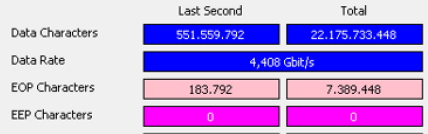 Last Second Total
Data Characters 551.559.792 22.175.733.448
Data Rate 4,408 Gbit/s
EOP Characters 183.792 7.389.448
EEP Characters 0 0